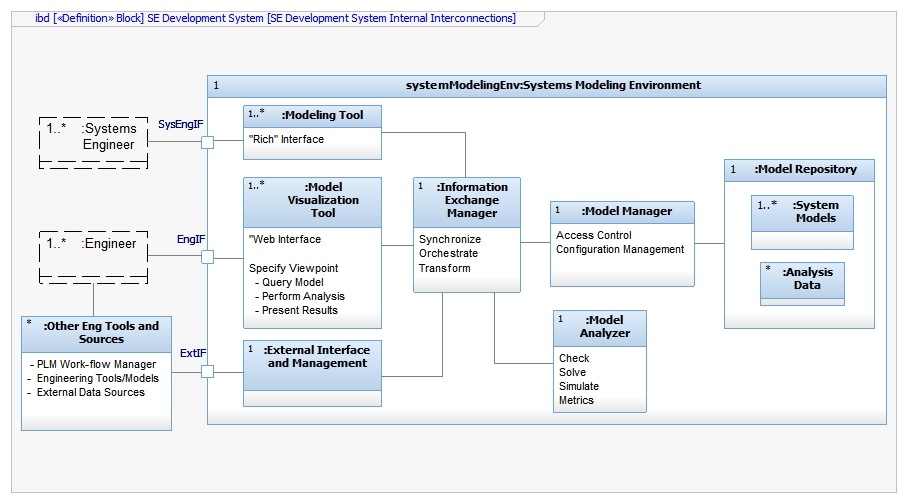 ibd [«Definition» Block] SE Development System [SE Development System Internal Interconnections]
1 systemModelingEnv:Systems Modeling Environment
1..* :Systems
Engineer
SysEngIF
1..* :Modeling Tool
"Rich" Interface
1..* :Model
Visualization
Tool
"Web Interface
Specify Viewpoint
- Query Model
- Perform Analysis
- Present Results
1 :Information
Exchange
Manager
Synchronize
Orchestrate
Transform
1 :Model Manager
Access Control
Configuration Management
1 :Model Repository
1..* :System
Models
* :Analysis
Data
1..* :Engineer
EngIF
* :Other Eng Tools and
Sources
- PLM Work-flow Manager
- Engineering Tools/Models
- External Data Sources
ExtIF
1 :External Interface
and Management
1 :Model
Analyzer
Check
Solve
Simulate
Metrics